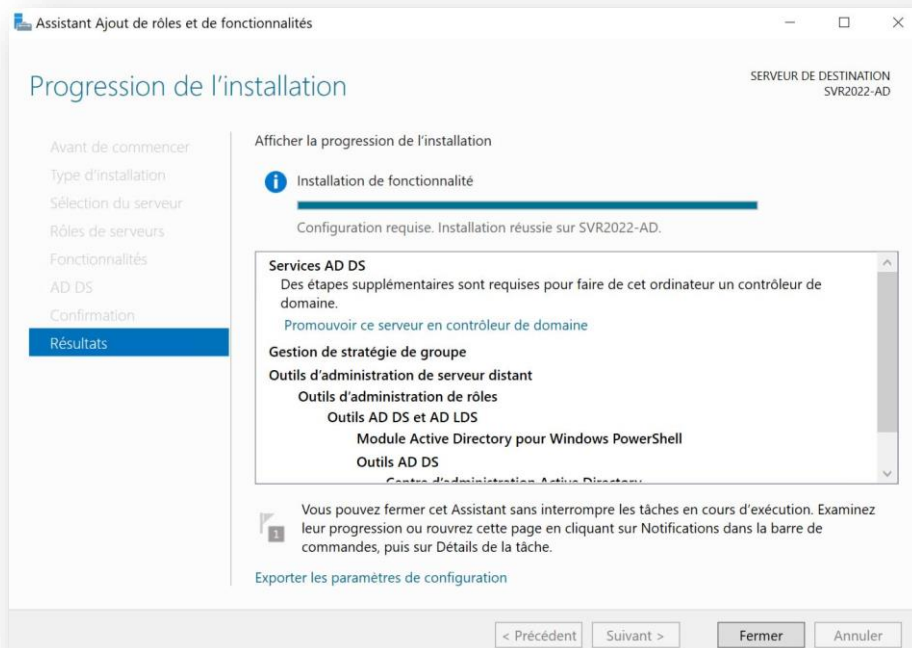 Assistant Ajout de rôles et de fonctionnalités
Progression de l'installation
SERVEUR DE DESTINATION
SVR2022-AD
Avant de commencer
Type d'installation
Sélection du serveur
Rôles de serveurs
Fonctionnalités
AD DS
Confirmation
Résultats
Afficher la progression de l'installation
Installation de fonctionnalité
Configuration requise. Installation réussie sur SVR2022-AD.
Services AD DS
Des étapes supplémentaires sont requises pour faire de cet ordinateur un contrôleur de
domaine.
Promouvoir ce serveur en contrôleur de domaine
Gestion de stratégie de groupe
Outils d'administration de serveur distant
Outils d'administration de rôles
Outils AD DS et AD LDS
Module Active Directory pour Windows PowerShell
Outils AD DS
Centre d'administration Active Directory
1
Vous pouvez fermer cet Assistant sans interrompre les tâches en cours d'exécution. Examinez
leur progression ou rouvrez cette page en cliquant sur Notifications dans la barre de
commandes, puis sur Détails de la tâche.
Exporter les paramètres de configuration
< Précédent
Suivant >
Fermer
Annuler